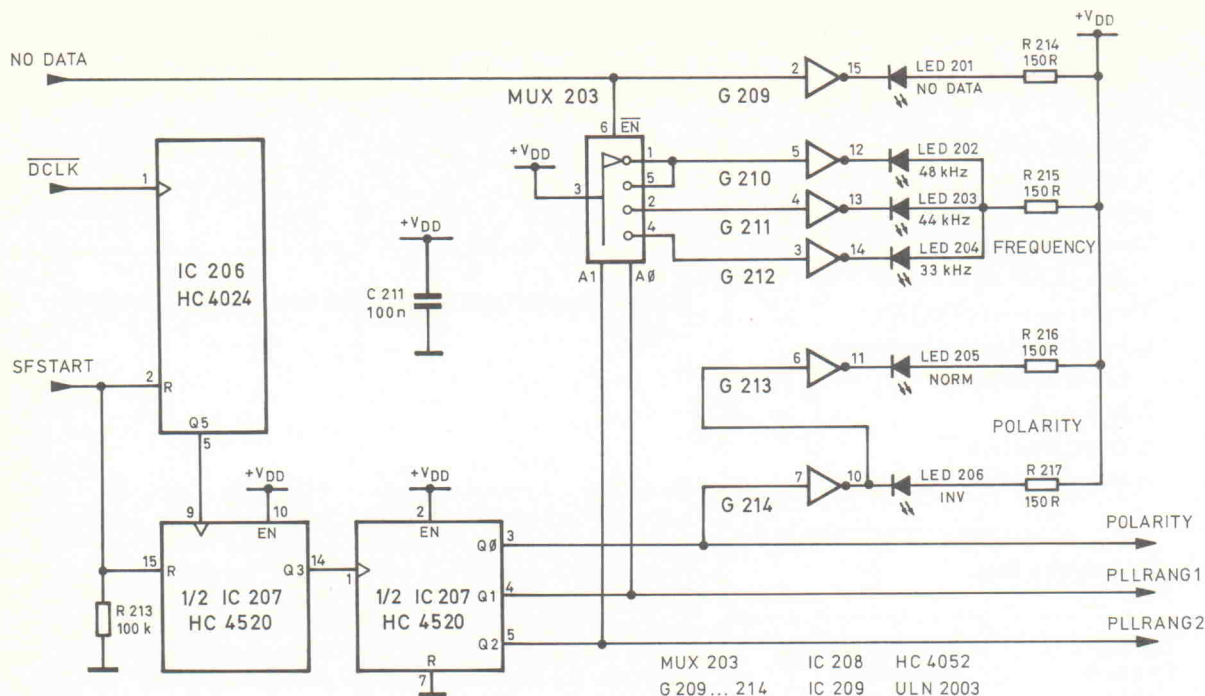 NO DATA
DCLK
1
IC 206
HC 4024
SFSTART
2
R
Q5
5
+VDD
C 211
100n
MUX 203
6
EN
+VDD
3
1
5
2
4
A1
AØ
G 209
2
15
LED 201
NO DATA
R 214
150R
+VDD
G 210
5
12
LED 202
48 kHz
G 211
4
13
LED 203
44 kHz
R 215
150R
G 212
3
14
LED 204
33 kHz
FREQUENCY
G 213
6
11
LED 205
NORM
R 216
150R
POLARITY
G 214
7
10
LED 206
INV
R 217
150R
+VDD
9
10
EN
15
R
Q3
14
1/2 IC 207
HC 4520
R 213
100 k
+VDD
2
EN
1
QØ
3
POLARITY
1/2 IC 207
HC 4520
Q1
4
PLLRANG1
Q2
5
PLLRANG2
R
7
MUX 203 IC 208 HC 4052
G 209 ... 214 IC 209 ULN 2003